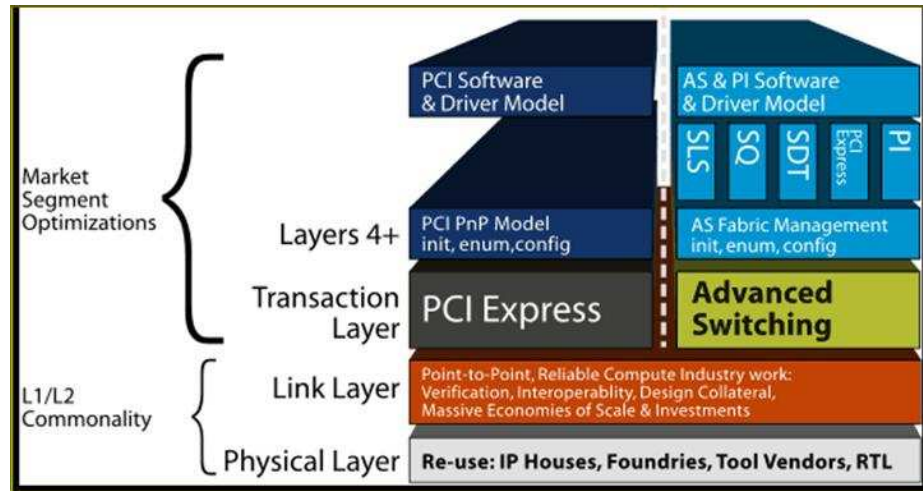 PCI Software
& Driver Model
AS & PI Software
& Driver Model
SLS
SQ
SDT
PCI
Express
PI
Market
Segment
Optimizations
Layers 4+
PCI PnP Model
init, enum,config
AS Fabric Management
init, enum, config
Transaction
Layer
PCI Express
Advanced
Switching
L1/L2
Commonality
Link Layer
Point-to-Point, Reliable Compute Industry work:
Verification, Interoperablity, Design Collateral,
Massive Economies of Scale & Investments
Physical Layer
Re-use: IP Houses, Foundries, Tool Vendors, RTL